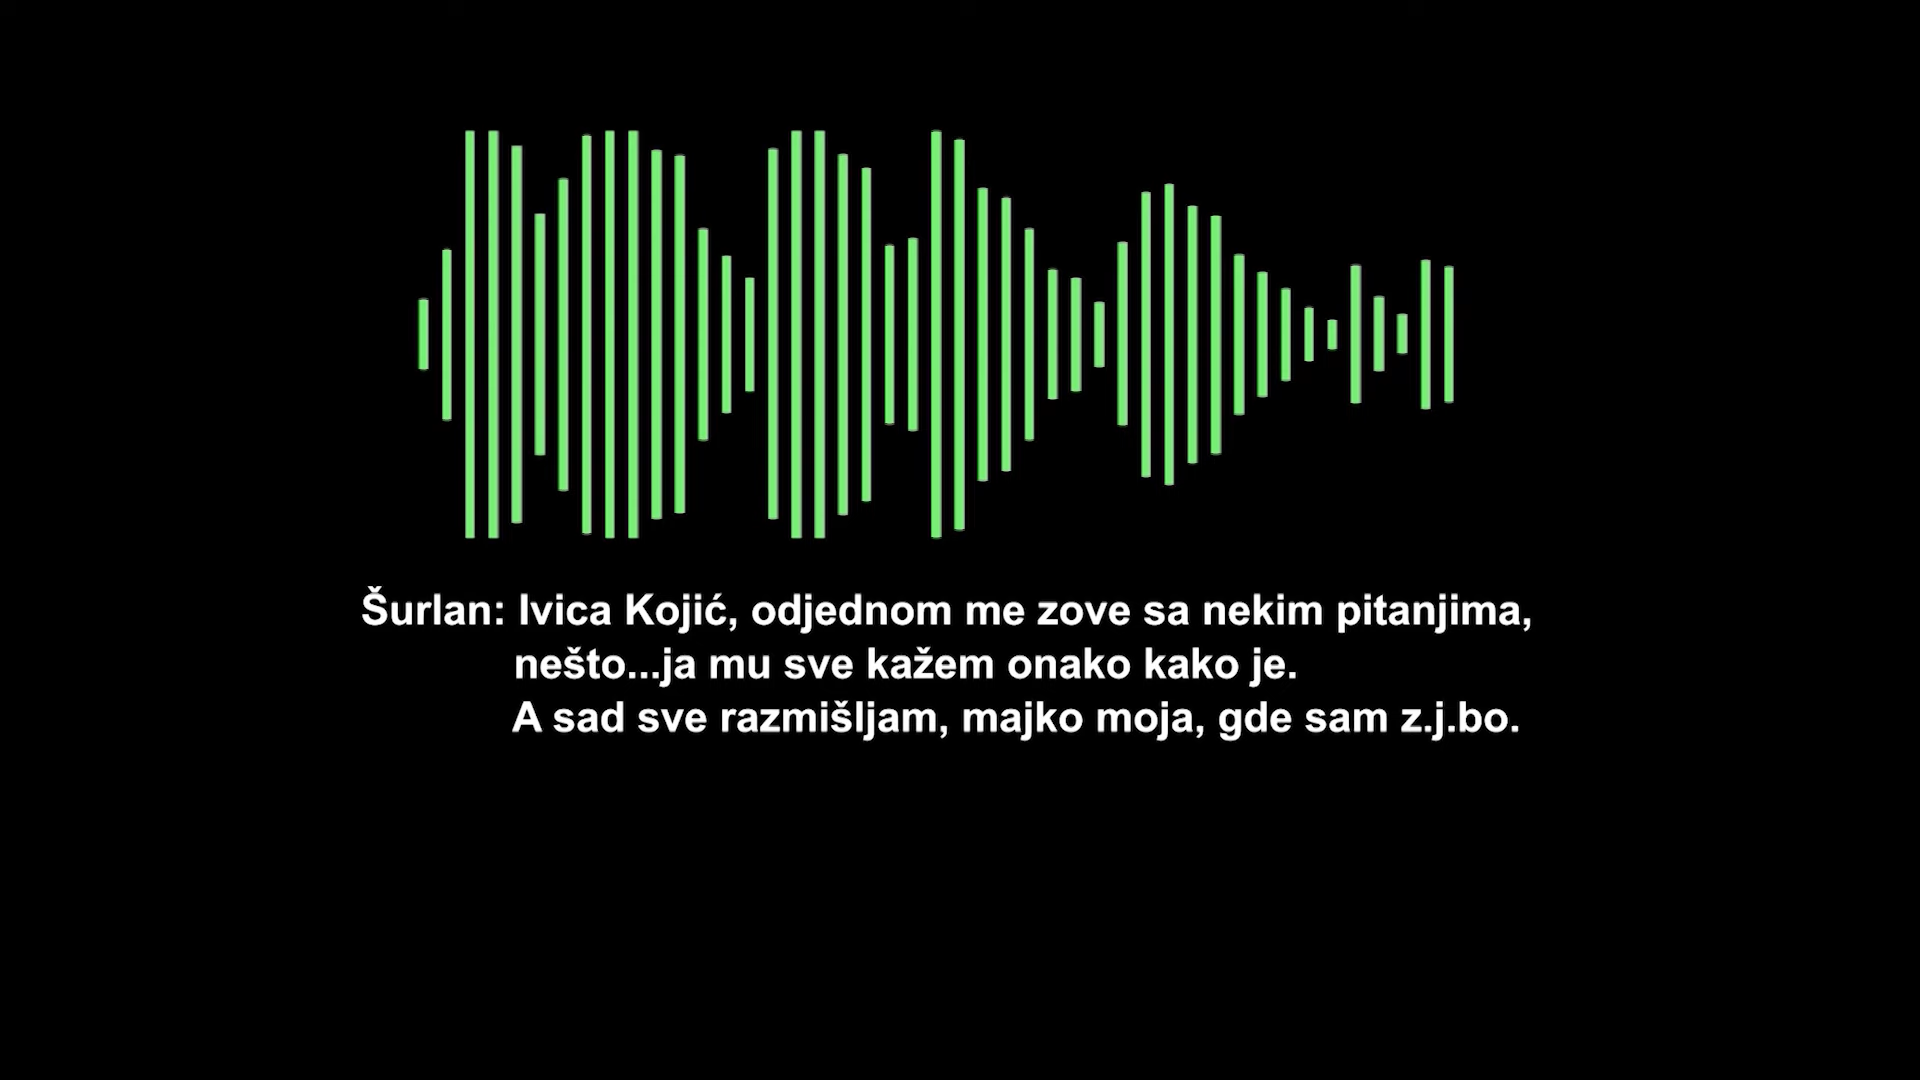 Šurlan: Ivica Kojić, odjednom me zove sa nekim pitanjima,
nešto...ja mu sve kažem onako kako je.
A sad sve razmišljam, majko moja, gde sam z.j.bo.